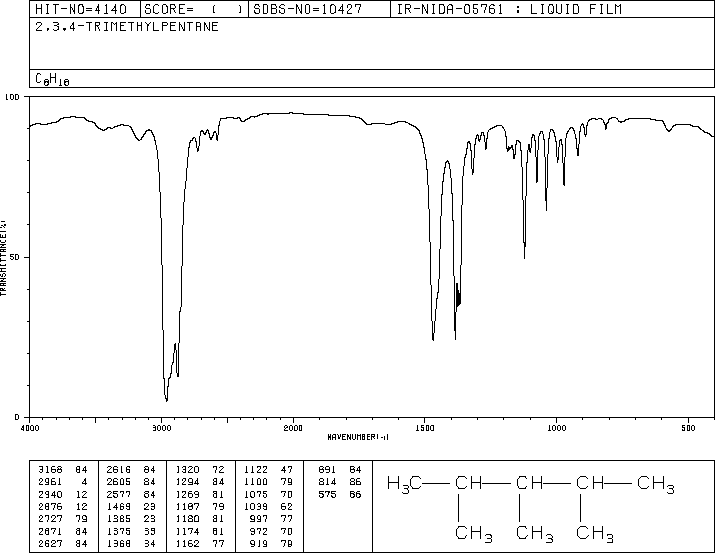 HIT-NO=4140 SCORE= ( ) SDBS-NO=10427 IR-NIDA-05761 : LIQUID FILM
2,3,4-TRIMETHYLPENTANE
C8H18
100
50
0
TRANSMITTANCE(%)
4000 3000 2000 1500 1000 500
WAVENUMBER(-1)
3168 84 2616 84 1320 72 1122 47 891 84
2961 4 2605 84 1294 84 1100 79 814 86
2940 12 2577 84 1269 81 1075 70 575 86
2876 12 1469 23 1187 79 1039 62
2727 79 1385 23 1180 81 997 77
2671 84 1375 33 1174 81 972 70
2627 84 1368 34 1162 77 919 79
H3C CH CH CH CH3
CH3 CH3 CH3